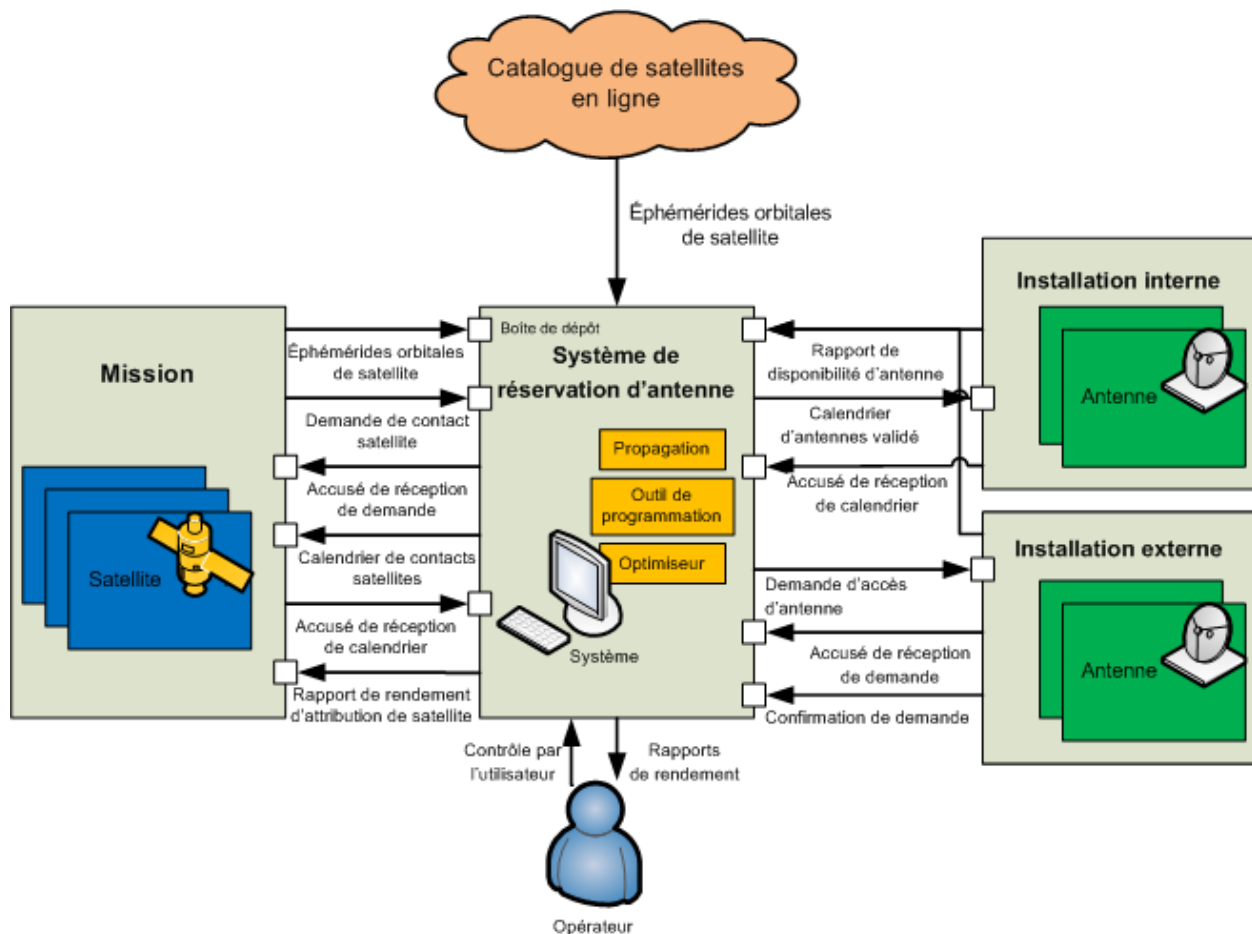 Catalogue de satellites
en ligne
Éphémérides orbitales
de satellite
Mission
Satellite
Éphémérides orbitales
de satellite
Demande de contact
satellite
Accusé de réception
de demande
Calendrier de contacts
satellites
Accusé de réception
de calendrier
Rapport de rendement
d'attribution de satellite
Boîte de dépôt
Système de
réservation d'antenne
Propagation
Outil de
programmation
Optimiseur
Système
Rapport de
disponibilité d'antenne
Calendrier
d'antennes validé
Accusé de réception
de calendrier
Demande d'accès
d'antenne
Accusé de réception
de demande
Confirmation de demande
Installation interne
Antenne
Installation externe
Antenne
Contrôle par
l'utilisateur
Rapports
de rendement
Opérateur